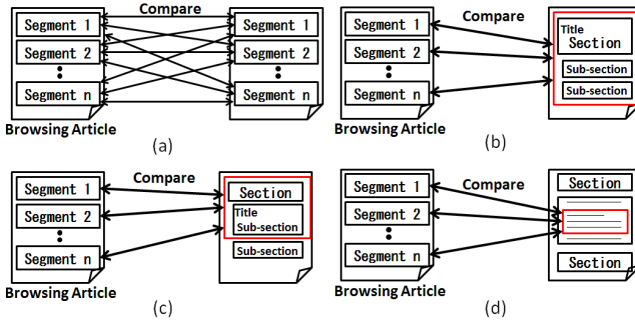 Compare
Segment 1
Segment 2
Segment n
Browsing Article
Segment 1
Segment 2
Segment n
(a)
Compare
Segment 1
Segment 2
Segment n
Browsing Article
Title
Section
Sub-section
Sub-section
(b)
Compare
Segment 1
Segment 2
Segment n
Browsing Article
Section
Title
Sub-section
Sub-section
(c)
Compare
Segment 1
Segment 2
Segment n
Browsing Article
Section
Section
(d)